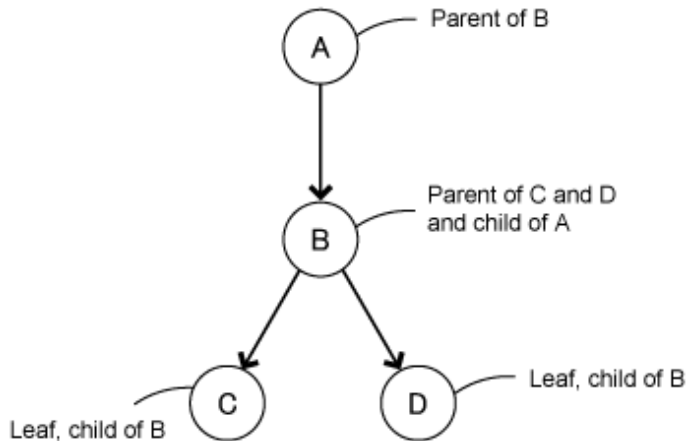 A
Parent of B
B
Parent of C and D
and child of A
C
Leaf, child of B
D
Leaf, child of B